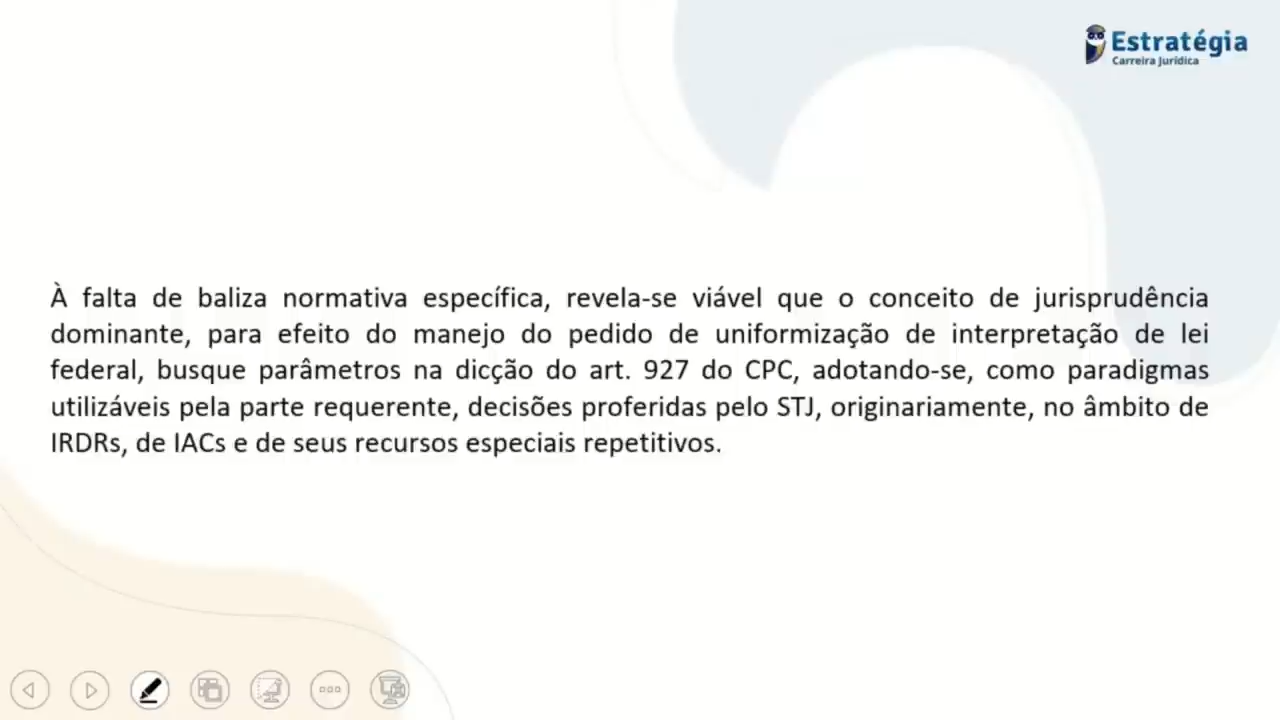 Estratégia
Carreira Jurídica
À falta de baliza normativa específica, revela-se viável que o conceito de jurisprudência
dominante, para efeito do manejo do pedido de uniformização de interpretação de lei
federal, busque parâmetros na dicção do art. 927 do CPC, adotando-se, como paradigmas
utilizáveis pela parte requerente, decisões proferidas pelo STJ, originariamente, no âmbito de
IRDRs, de IACs e de seus recursos especiais repetitivos.